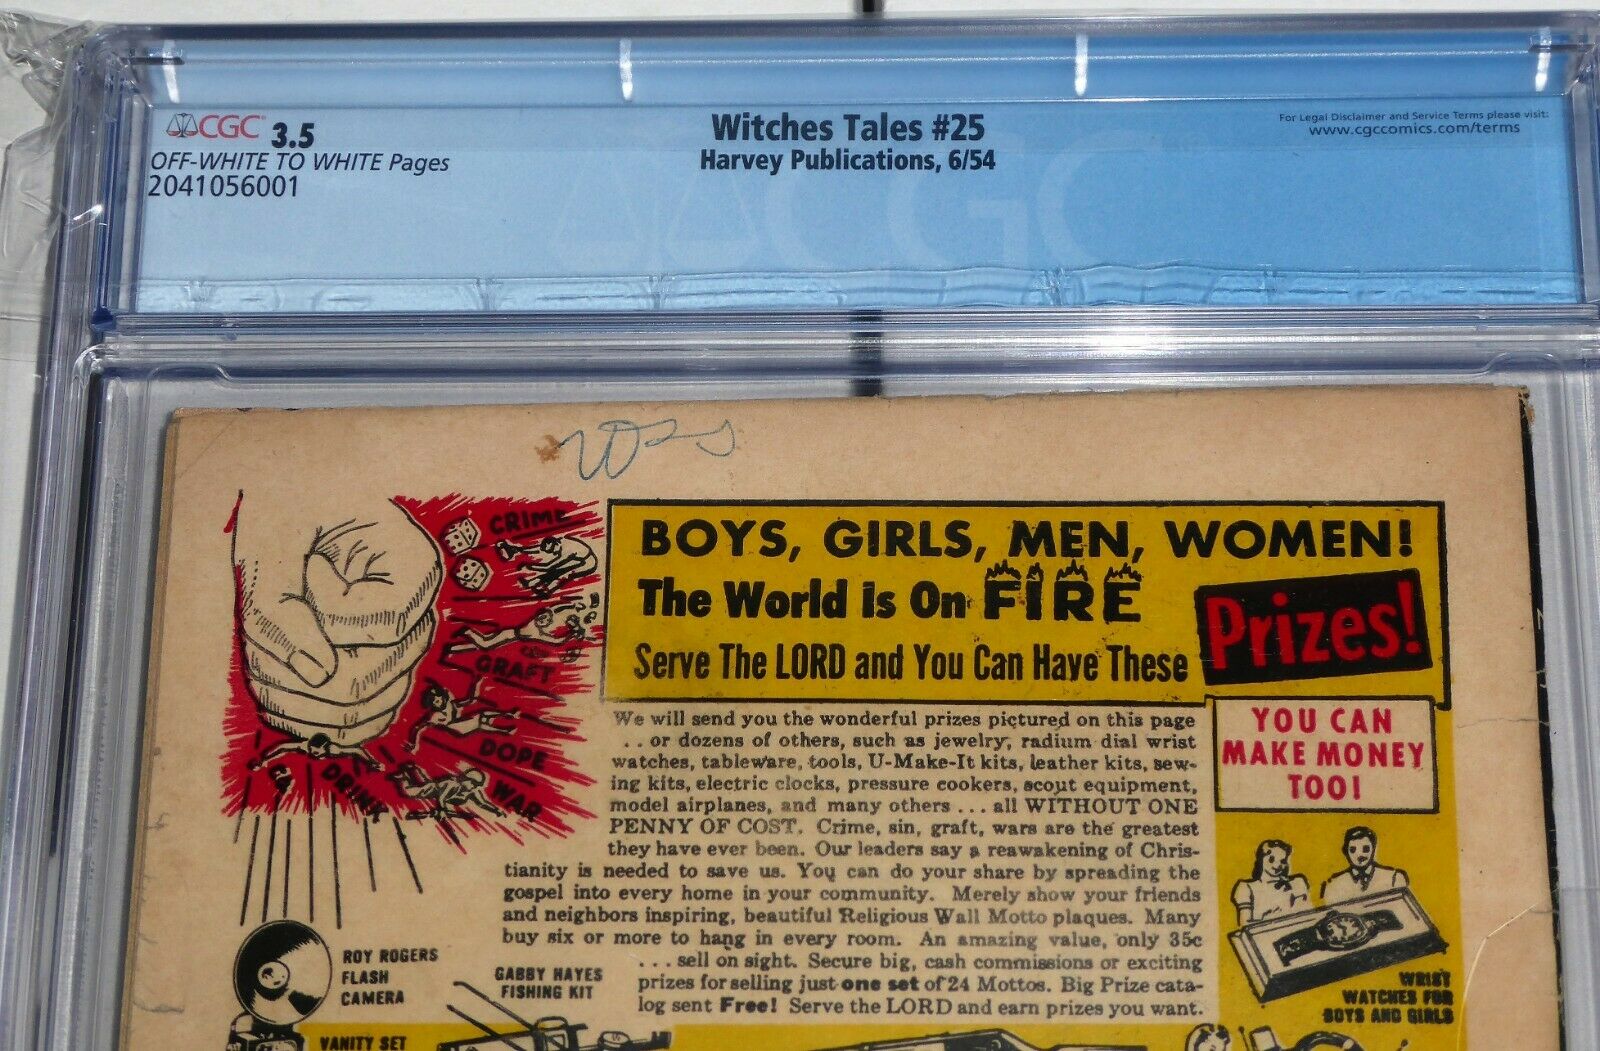 CGC 3.5
OFF-WHITE TO WHITE Pages
2041056001
Witches Tales #25
Harvey Publications, 6/54
For Legal Disclaimer and Service Terms please visit:
www.cgccomics.com/terms
CGC
CRIME
GRAFT
DOPE
WAR
DRINK
BOYS, GIRLS, MEN, WOMEN!
The World is On FIRE
Serve The LORD and You Can Have These
Prizes!
We will send you the wonderful prizes pictured on this page
. . or dozens of others, such as jewelry, radium dial wrist
watches, tableware, tools, U-Make-It kits, leather kits, sew-
ing kits, electric clocks, pressure cookers, scout equipment,
model airplanes, and many others . . . all WITHOUT ONE
PENNY OF COST. Crime, sin, graft, wars are the greatest
they have ever been. Our leaders say a reawakening of Chris-
tianity is needed to save us. You can do your share by spreading the
gospel into every home in your community. Merely show your friends
and neighbors inspiring, beautiful Religious Wall Motto plaques. Many
buy six or more to hang in every room. An amazing value, only 35c
. . . sell on sight. Secure big, cash commissions or exciting
prizes for selling just one set of 24 Mottos. Big Prize cata-
log sent Free! Serve the LORD and earn prizes you want.
YOU CAN
MAKE MONEY
TOO!
WRIST
WATCHES FOR
BOYS AND GIRLS
ROY ROGERS
FLASH
CAMERA
GABBY HAYES
FISHING KIT
VANITY SET